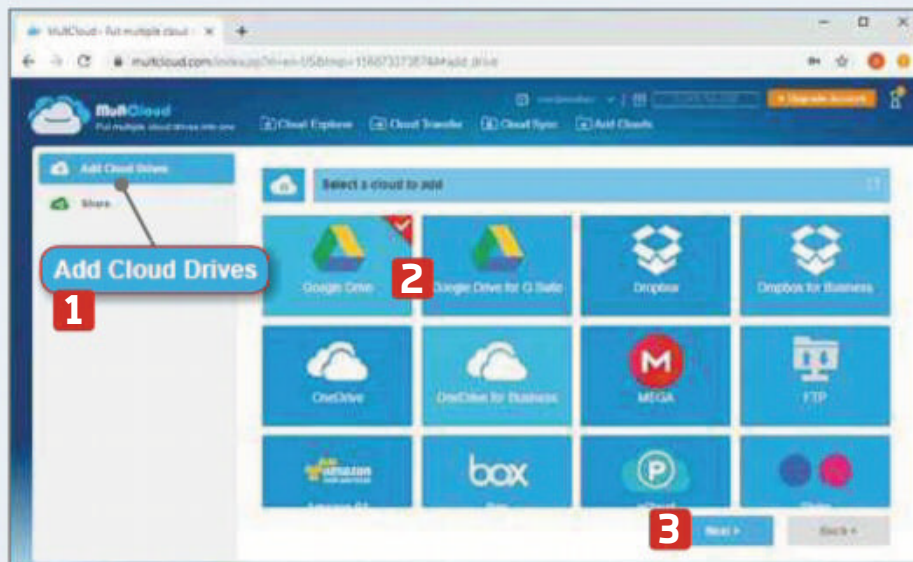 MultCloud - Put multiple cloud
MultCloud
Put multiple cloud drives into one
Upgrade Account
Cloud Explorer
Cloud Transfer
Cloud Sync
Add Clouds
Add Cloud Drives
Share
Select a cloud to add
Add Cloud Drives
1
2
Google Drive
Google Drive for G Suite
Dropbox
Dropbox for Business
OneDrive
OneDrive for Business
M
MEGA
FTP
amazon
box
P
3
Next >
Back <